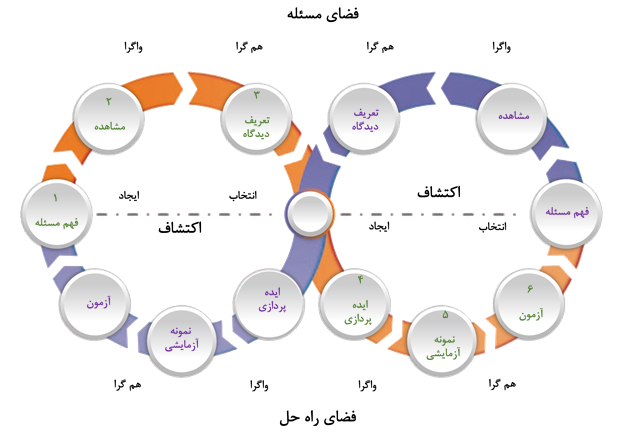 فضای مسئله
واگرا
هم گرا
هم گرا
واگرا
۲
مشاهده
۳
تعریف
دیدگاه
تعریف
دیدگاه
مشاهده
۱
فهم مسئله
ایجاد
انتخاب
اکتشاف
اکتشاف
ایجاد
انتخاب
فهم مسئله
آزمون
نمونه
آزمایشی
ایده
پردازی
۴
ایده
پردازی
۵
نمونه
آزمایشی
۶
آزمون
هم گرا
واگرا
واگرا
هم گرا
فضای راه حل